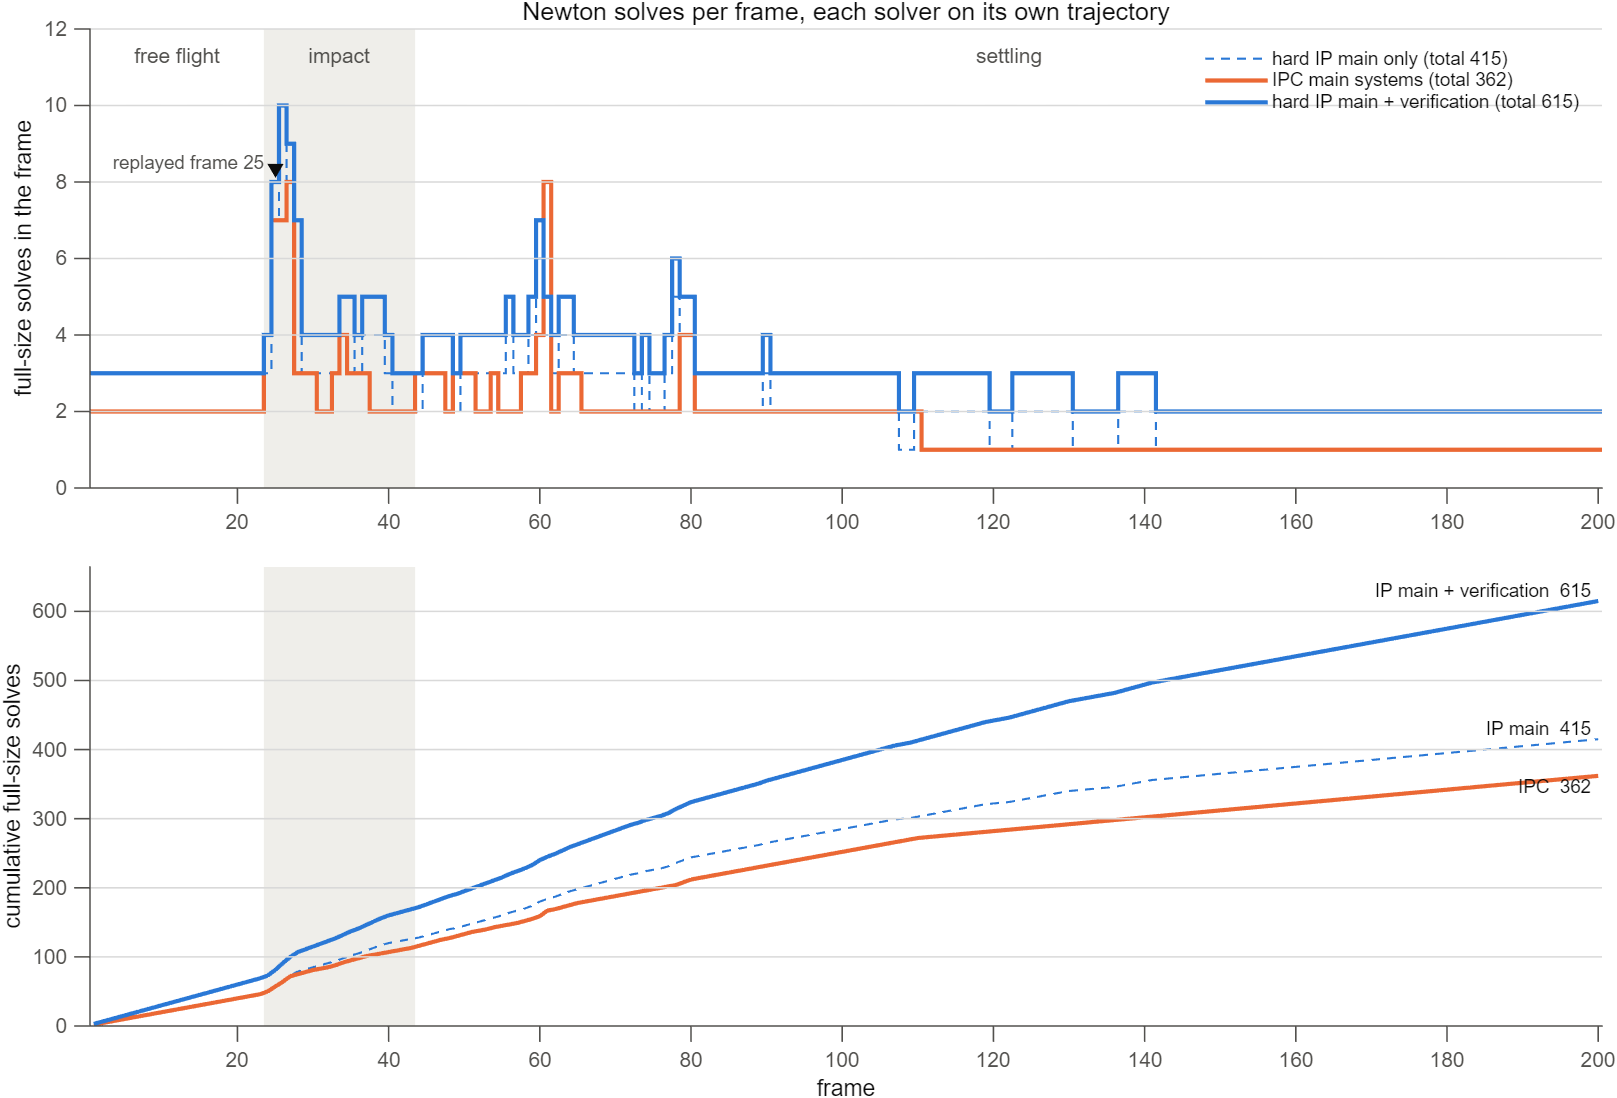 Newton solves per frame, each solver on its own trajectory
full-size solves in the frame
12
10
8
6
4
2
0
free flight
impact
settling
replayed frame 25
hard IP main only (total 415)
IPC main systems (total 362)
hard IP main + verification (total 615)
20
40
60
80
100
120
140
160
180
200
cumulative full-size solves
600
500
400
300
200
100
0
IP main + verification 615
IP main 415
IPC 362
20
40
60
80
100
120
140
160
180
200
frame